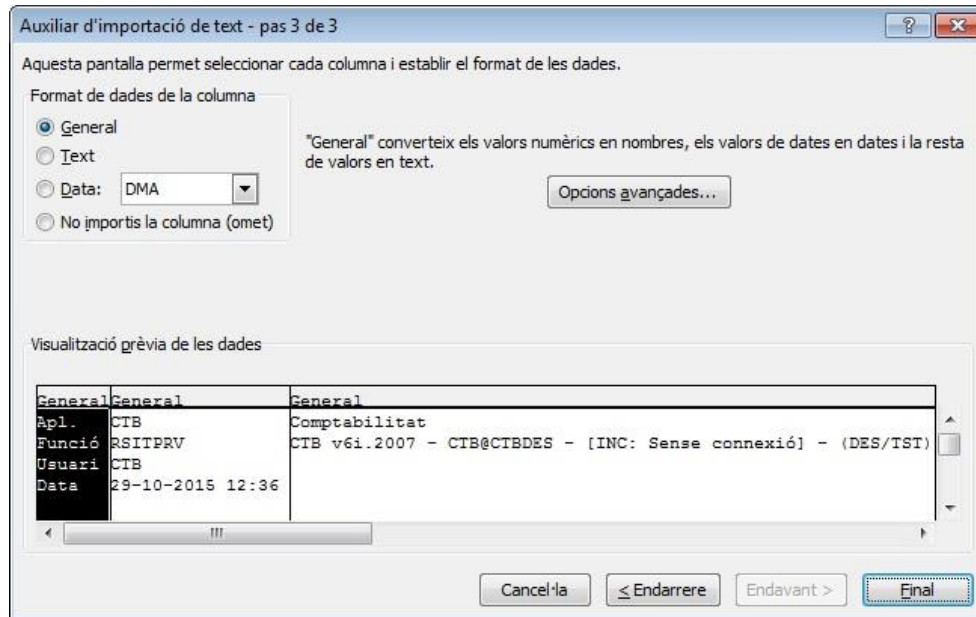 Auxiliar d'importació de text - pas 3 de 3
Aquesta pantalla permet seleccionar cada columna i establir el format de les dades.
Format de dades de la columna
General
Text
Data: DMA
No importis la columna (omet)
"General" converteix els valors numèrics en nombres, els valors de dates en dates i la resta
de valors en text.
Opcions avançades...
Visualització prèvia de les dades
General General General
Apl. CTB Comptabilitat
Funció RSITPRV CTB v6i.2007 - CTB@CTBDES - [INC: Sense connexió] - (DES/TST)
Usuari CTB
Data 29-10-2015 12:36
Cancel·la < Endarrere Endavant > Final